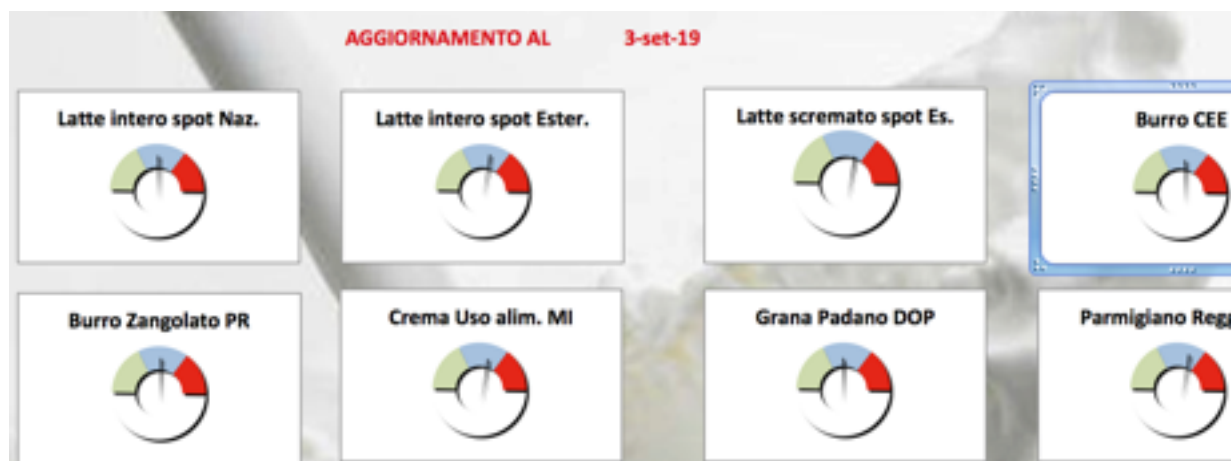 AGGIORNAMENTO AL 3-set-19
Latte intero spot Naz.
Latte intero spot Ester.
Latte scremato spot Es.
Burro CEE
Burro Zangolato PR
Crema Uso alim. MI
Grana Padano DOP
Parmigiano